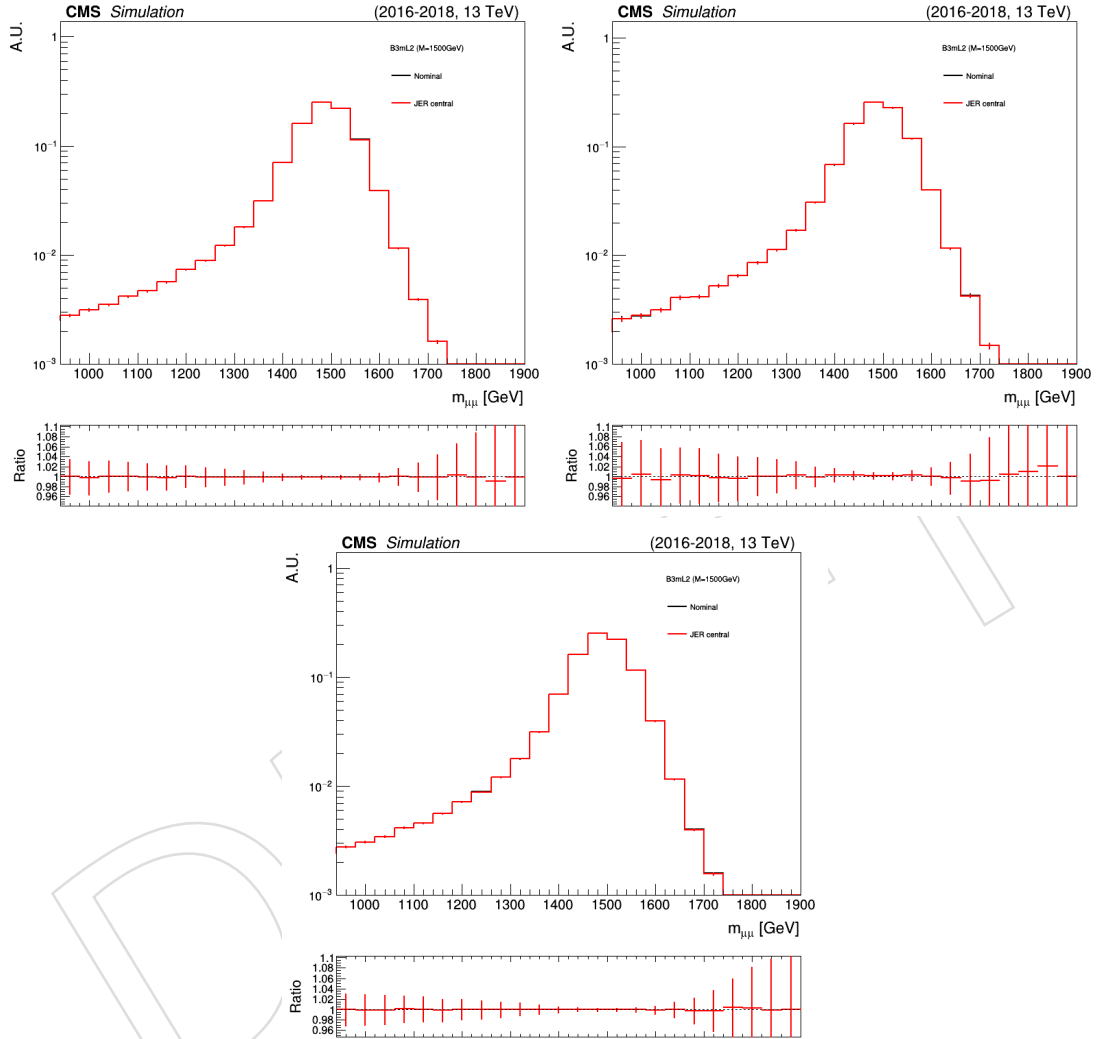 CMS Simulation (2016-2018, 13 TeV)
A.U.
B3mL2 (M=1500GeV)
Nominal
JER central
1
10⁻¹
10⁻²
10⁻³
1000 1100 1200 1300 1400 1500 1600 1700 1800 1900
mμμ [GeV]
Ratio
1.1
1.08
1.06
1.04
1.02
1
0.98
0.96
CMS Simulation (2016-2018, 13 TeV)
A.U.
B3mL2 (M=1500GeV)
Nominal
JER central
1
10⁻¹
10⁻²
10⁻³
1000 1100 1200 1300 1400 1500 1600 1700 1800 1900
mμμ [GeV]
Ratio
1.1
1.08
1.06
1.04
1.02
1
0.98
0.96
CMS Simulation (2016-2018, 13 TeV)
A.U.
B3mL2 (M=1500GeV)
Nominal
JER central
1
10⁻¹
10⁻²
10⁻³
1000 1100 1200 1300 1400 1500 1600 1700 1800 1900
mμμ [GeV]
Ratio
1.1
1.08
1.06
1.04
1.02
1
0.98
0.96